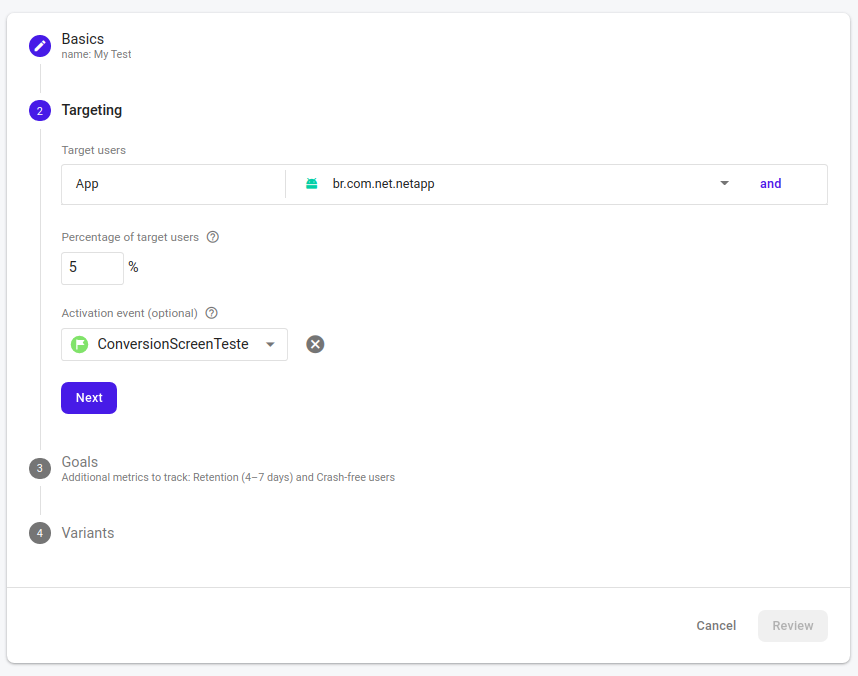 Basics
name: My Test
2 Targeting
Target users
App br.com.net.netapp and
Percentage of target users ?
5 %
Activation event (optional) ?
ConversionScreenTeste
Next
3 Goals
Additional metrics to track: Retention (4–7 days) and Crash-free users
4 Variants
Cancel Review